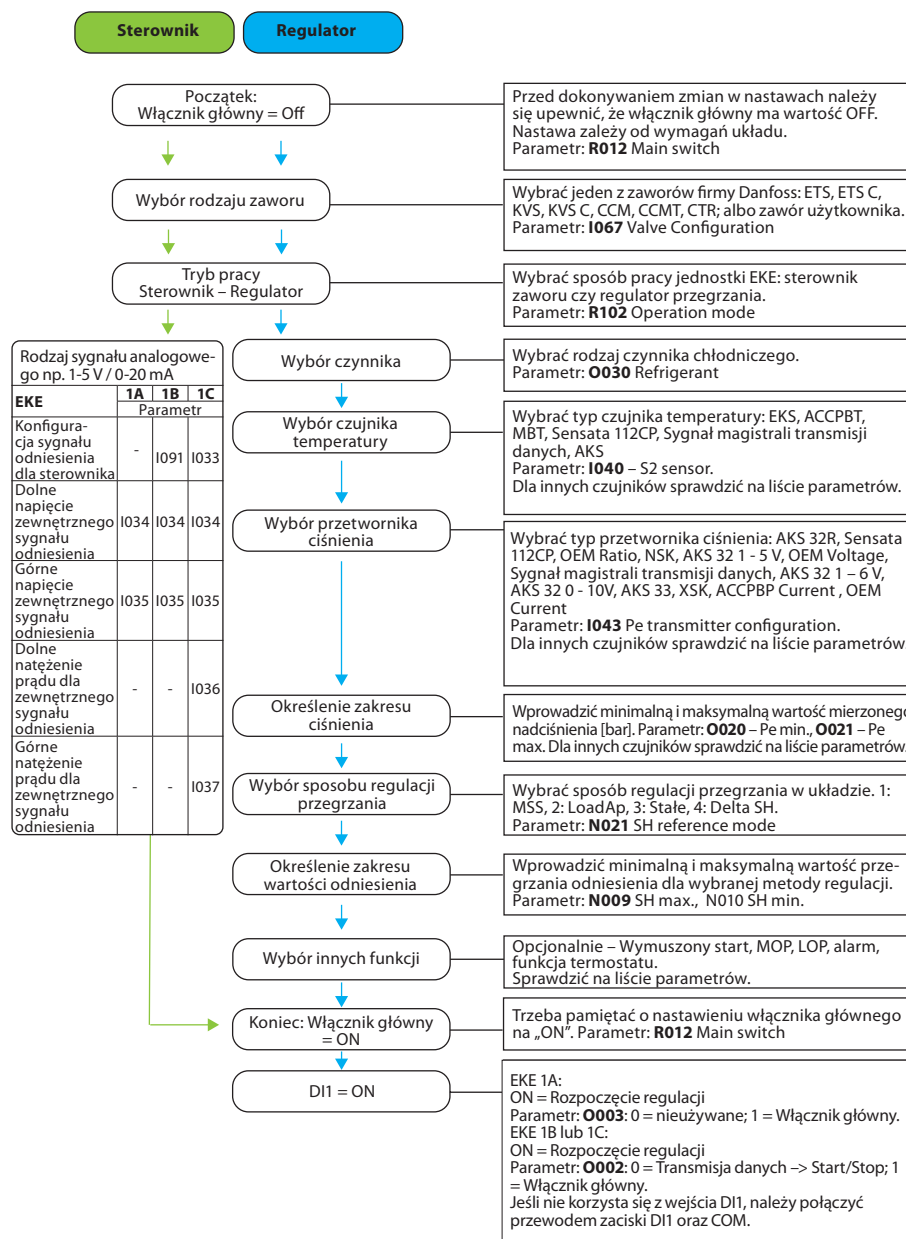 Sterownik
Regulator
Początek:
Włącznik główny = Off
Przed dokonywaniem zmian w nastawach należy
się upewnić, że włącznik główny ma wartość OFF.
Nastawa zależy od wymagań układu.
Parametr: R012 Main switch
Wybór rodzaju zaworu
Wybrać jeden z zaworów firmy Danfoss: ETS, ETS C,
KVS, KVS C, CCM, CCMT, CTR; albo zawór użytkownika.
Parametr: I067 Valve Configuration
Tryb pracy
Sterownik – Regulator
Wybrać sposób pracy jednostki EKE: sterownik
zaworu czy regulator przegrzania.
Parametr: R102 Operation mode
Rodzaj sygnału analogowe-
go np. 1-5 V / 0-20 mA
EKE 1A 1B 1C
Parametr
Konfigura-
cja sygnału
odniesienia
dla sterownika
- I091 I033
Dolne
napięcie
zewnętrznego
sygnału
odniesienia
I034 I034 I034
Górne
napięcie
zewnętrznego
sygnału
odniesienia
I035 I035 I035
Dolne
natężenie
prądu dla
zewnętrznego
sygnału
odniesienia
- - I036
Górne
natężenie
prądu dla
zewnętrznego
sygnału
odniesienia
- - I037
Wybór czynnika
Wybrać rodzaj czynnika chłodniczego.
Parametr: O030 Refrigerant
Wybór czujnika
temperatury
Wybrać typ czujnika temperatury: EKS, ACCPBT,
MBT, Sensata 112CP, Sygnał magistrali transmisji
danych, AKS
Parametr: I040 – S2 sensor.
Dla innych czujników sprawdzić na liście parametrów.
Wybór przetwornika
ciśnienia
Wybrać typ przetwornika ciśnienia: AKS 32R, Sensata
112CP, OEM Ratio, NSK, AKS 32 1 - 5 V, OEM Voltage,
Sygnał magistrali transmisji danych, AKS 32 1 – 6 V,
AKS 32 0 - 10V, AKS 33, XSK, ACCPBP Current , OEM
Current
Parametr: I043 Pe transmitter configuration.
Dla innych czujników sprawdzić na liście parametrów.
Określenie zakresu
ciśnienia
Wprowadzić minimalną i maksymalną wartość mierzonego
nadciśnienia [bar]. Parametr: O020 – Pe min., O021 – Pe
max. Dla innych czujników sprawdzić na liście parametrów.
Wybór sposobu regulacji
przegrzania
Wybrać sposób regulacji przegrzania w układzie. 1:
MSS, 2: LoadAp, 3: Stałe, 4: Delta SH.
Parametr: N021 SH reference mode
Określenie zakresu
wartości odniesienia
Wprowadzić minimalną i maksymalną wartość prze-
grzania odniesienia dla wybranej metody regulacji.
Parametr: N009 SH max., N010 SH min.
Wybór innych funkcji
Opcjonalnie – Wymuszony start, MOP, LOP, alarm,
funkcja termostatu.
Sprawdzić na liście parametrów.
Koniec: Włącznik główny
= ON
Trzeba pamiętać o nastawieniu włącznika głównego
na „ON”. Parametr: R012 Main switch
DI1 = ON
EKE 1A:
ON = Rozpoczęcie regulacji
Parametr: O003: 0 = nieużywane; 1 = Włącznik główny.
EKE 1B lub 1C:
ON = Rozpoczęcie regulacji
Parametr: O002: 0 = Transmisja danych –> Start/Stop; 1
= Włącznik główny.
Jeśli nie korzysta się z wejścia DI1, należy połączyć
przewodem zaciski DI1 oraz COM.